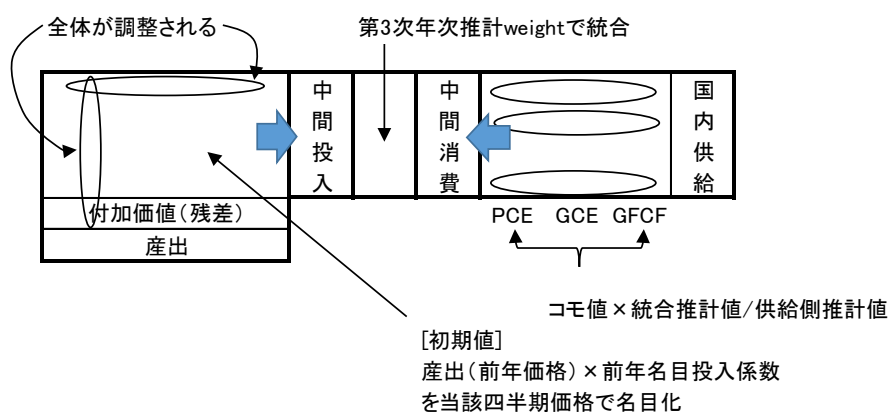 全体が調整される
第3次年次推計weightで統合
中間投入
中間消費
国内供給
付加価値(残差)
産出
PCE GCE GFCF
コモ値×統合推計値/供給側推計値
[初期値]
産出(前年価格)×前年名目投入係数
を当該四半期価格で名目化